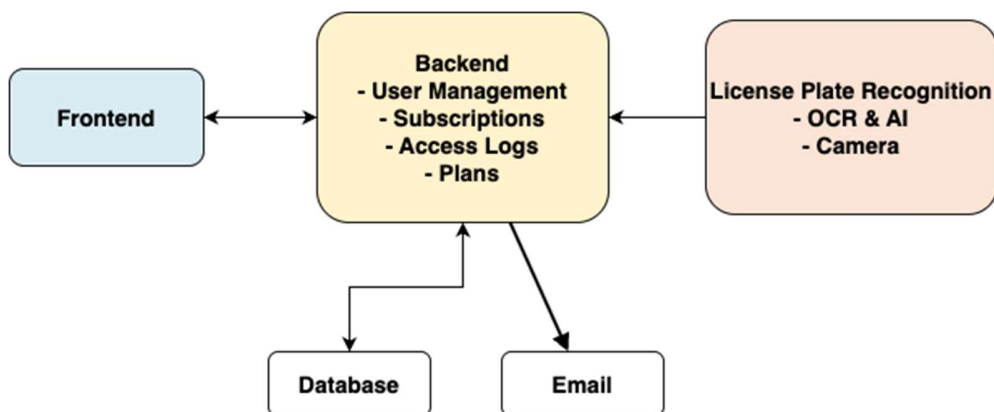 Frontend
Backend
- User Management
- Subscriptions
- Access Logs
- Plans
License Plate Recognition
- OCR & AI
- Camera
Database
Email